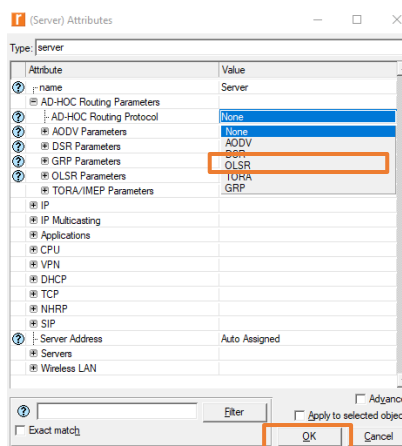 (Server) Attributes
Type: server
Attribute Value
name Server
AD-HOC Routing Parameters
AD-HOC Routing Protocol None
AODV Parameters None
DSR Parameters AODV
GRP Parameters DSR
OLSR Parameters OLSR
TORA/IMEP Parameters TORA
GRP
IP
IP Multicasting
Applications
CPU
VPN
DHCP
TCP
NHRP
SIP
Server Address Auto Assigned
Servers
Wireless LAN
Advance
Filter Apply to selected objec
Exact match OK Cancel